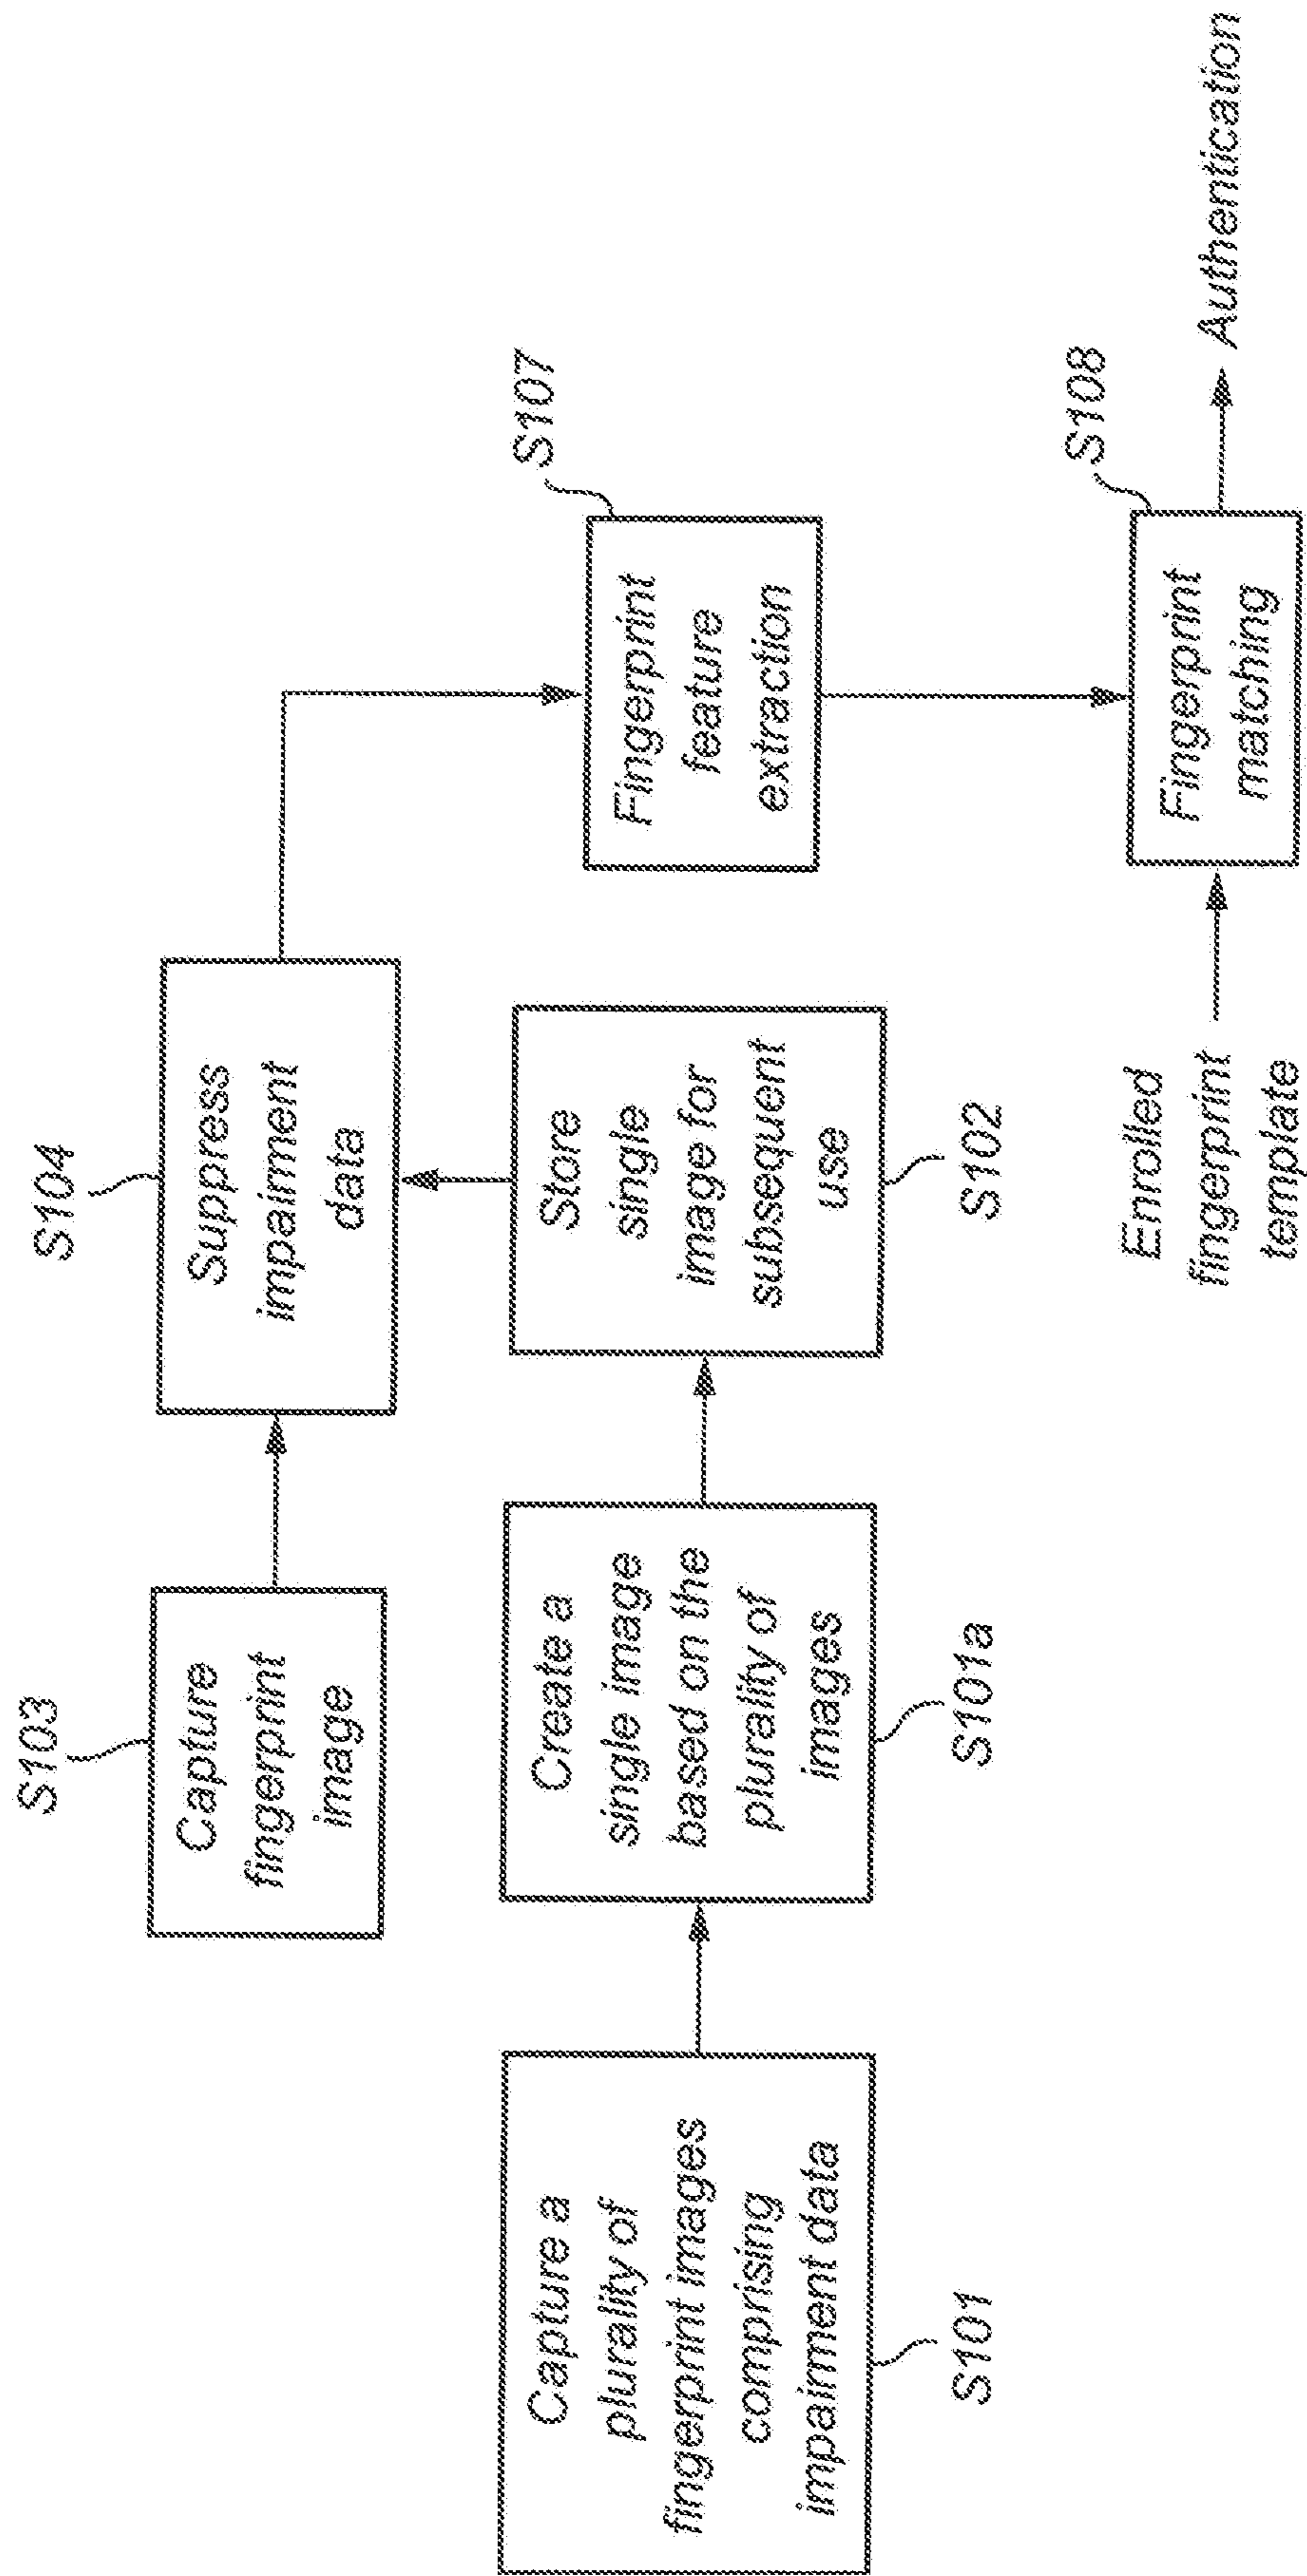 S103
Capture
fingerprint
image
S104
Suppress
impairment
data
Capture a
plurality of
fingerprint images
comprising
impairment data
S101
Create a
single image
based on the
plurality of
images
S101a
Store
single
image for
subsequent
use
S102
S107
Fingerprint
feature
extraction
Enrolled
fingerprint
template
S108
Fingerprint
matching
Authentication